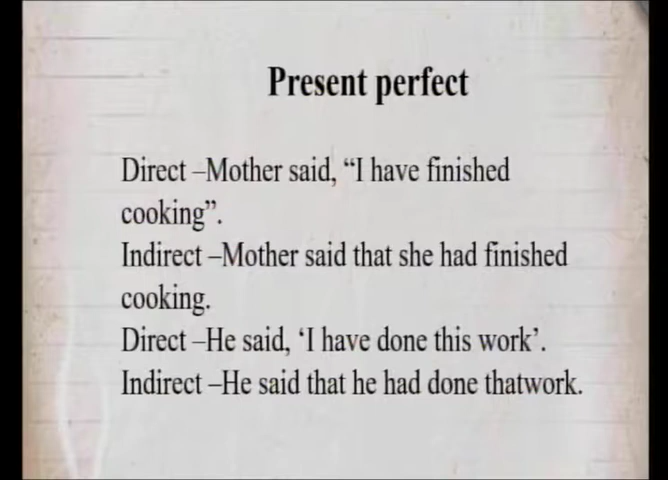 Present perfect
Direct –Mother said, “I have finished
cooking”.
Indirect –Mother said that she had finished
cooking.
Direct –He said, ‘I have done this work’.
Indirect –He said that he had done thatwork.